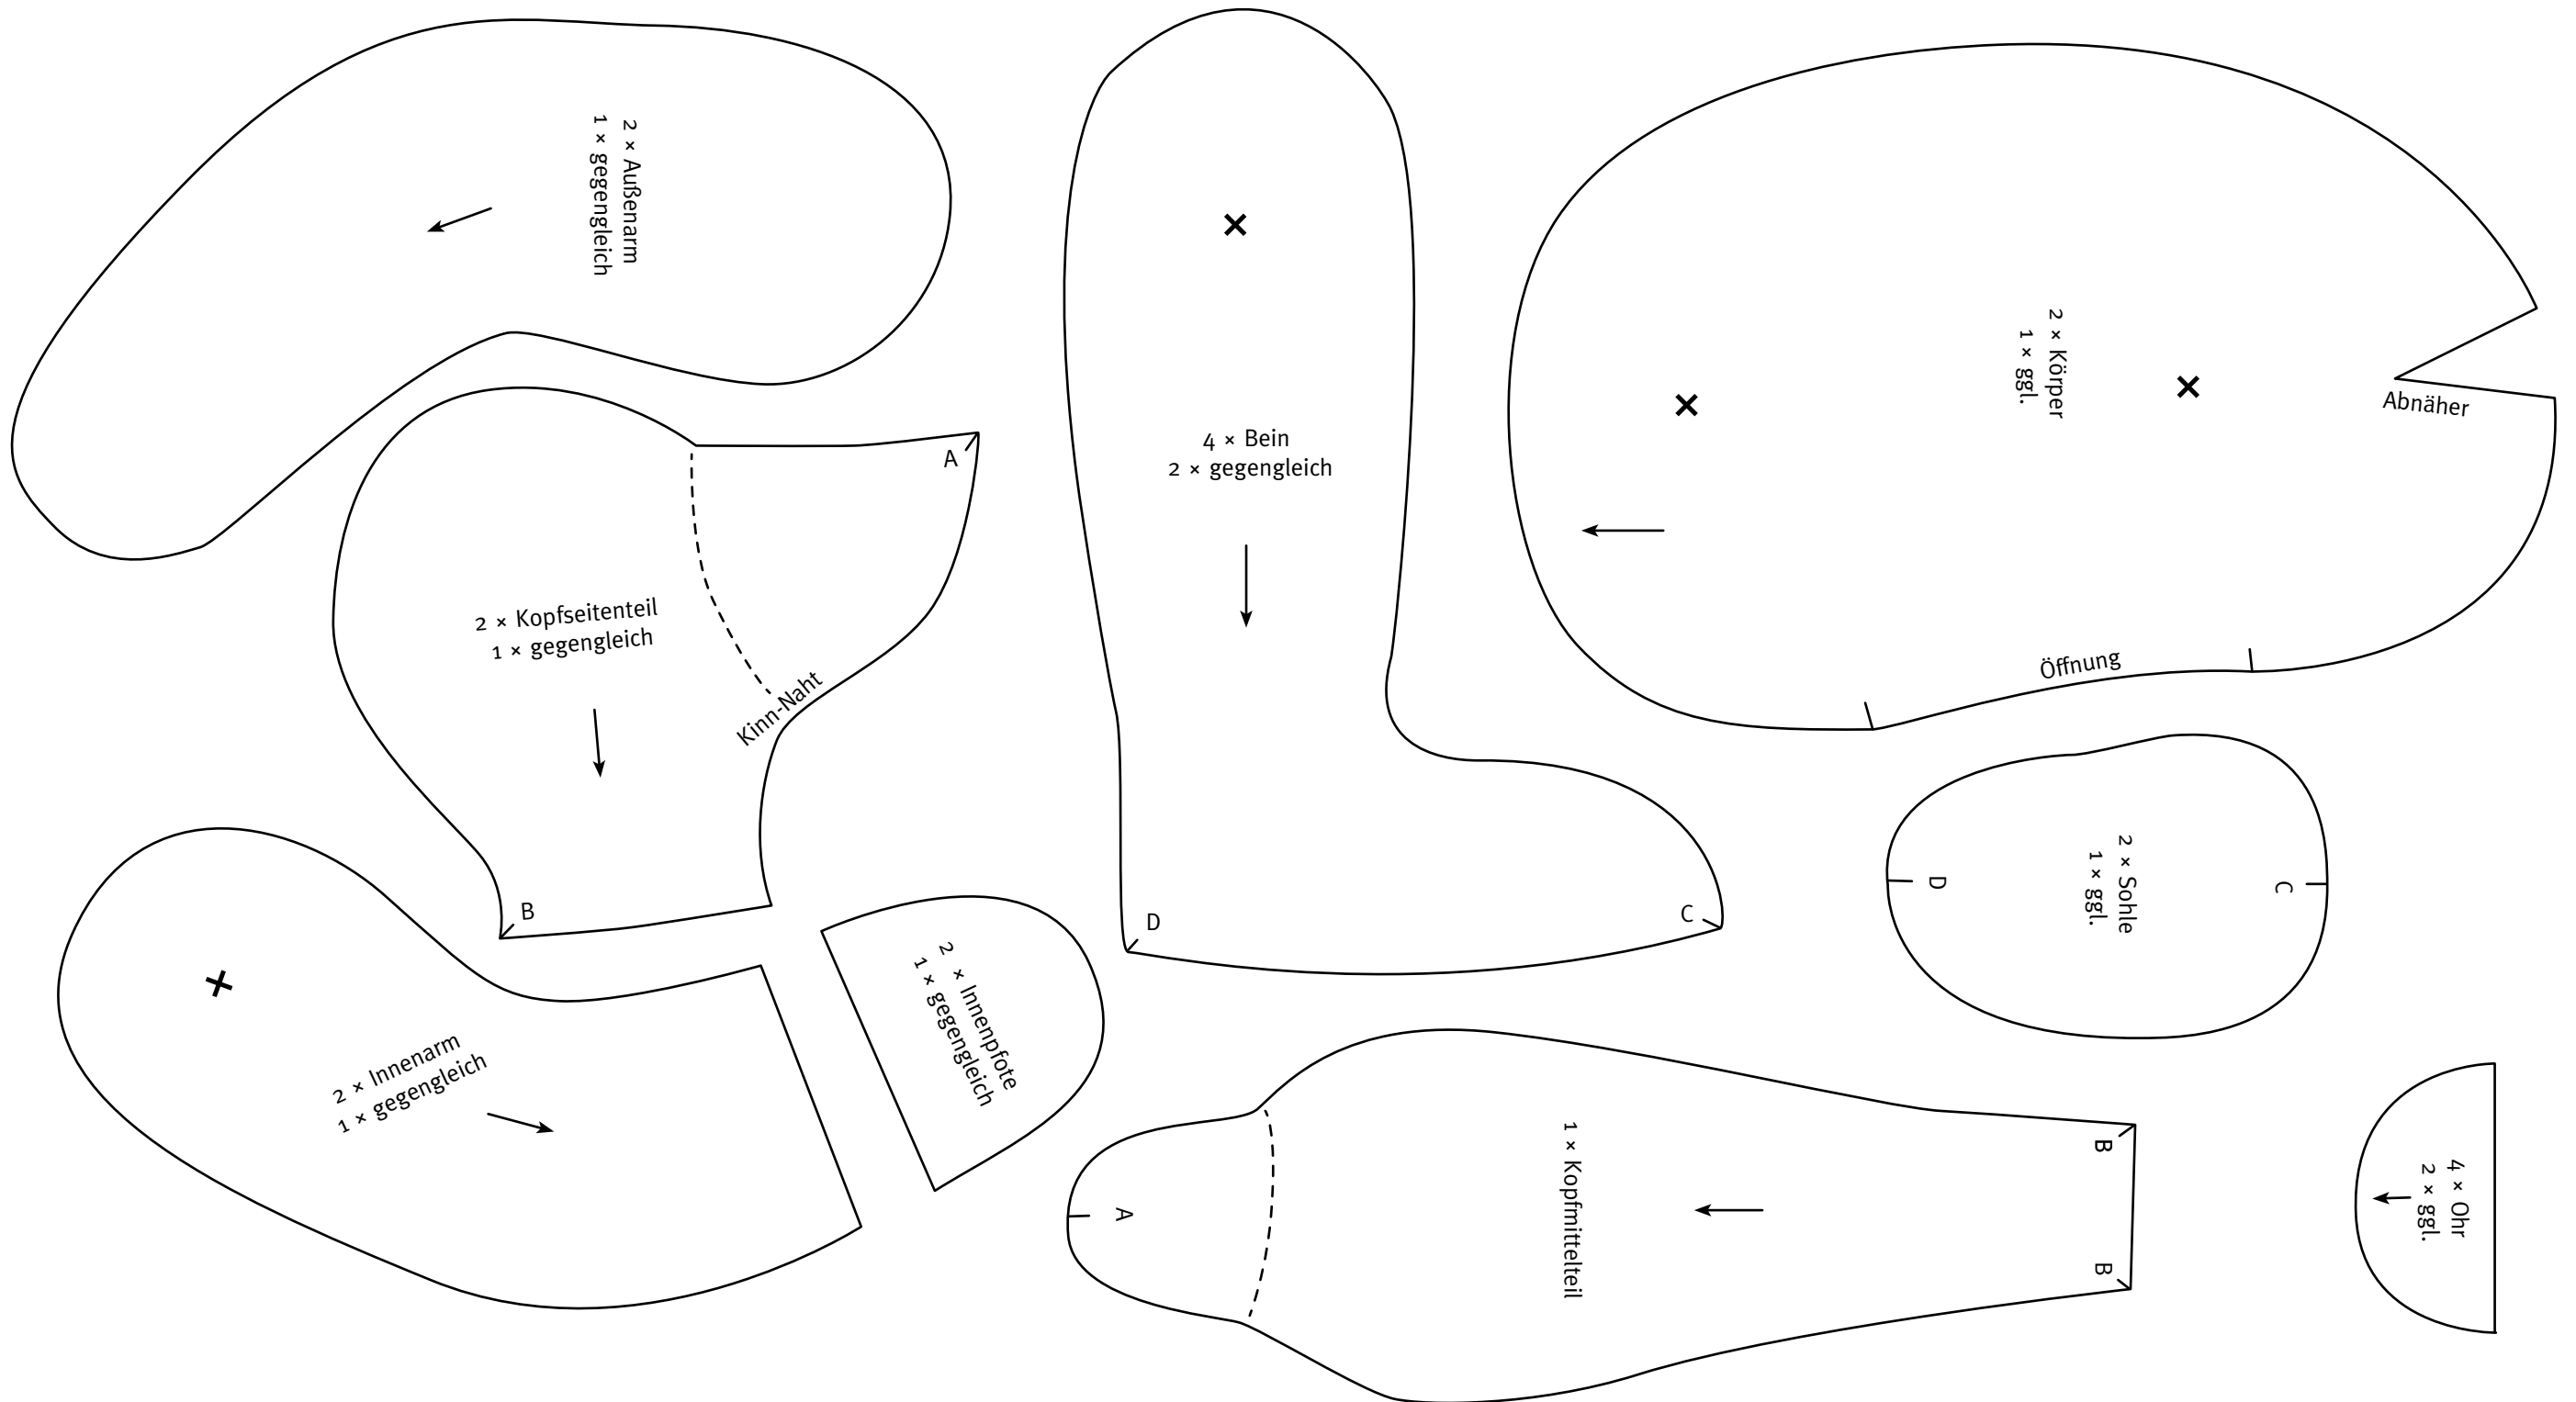 2 × Außenarm
1 × gegengleich
4 × Bein
2 × gegengleich
D
C
2 × Körper
1 × ggl.
Abnäher
Öffnung
A
2 × Kopfseitenteil
1 × gegengleich
Kinn-Naht
B
2 × Innenarm
1 × gegengleich
2 × Innenpfote
1 × gegengleich
D
2 × Sohle
1 × ggl.
C
A
1 × Kopfmittelteil
B
B
4 × Ohr
2 × ggl.